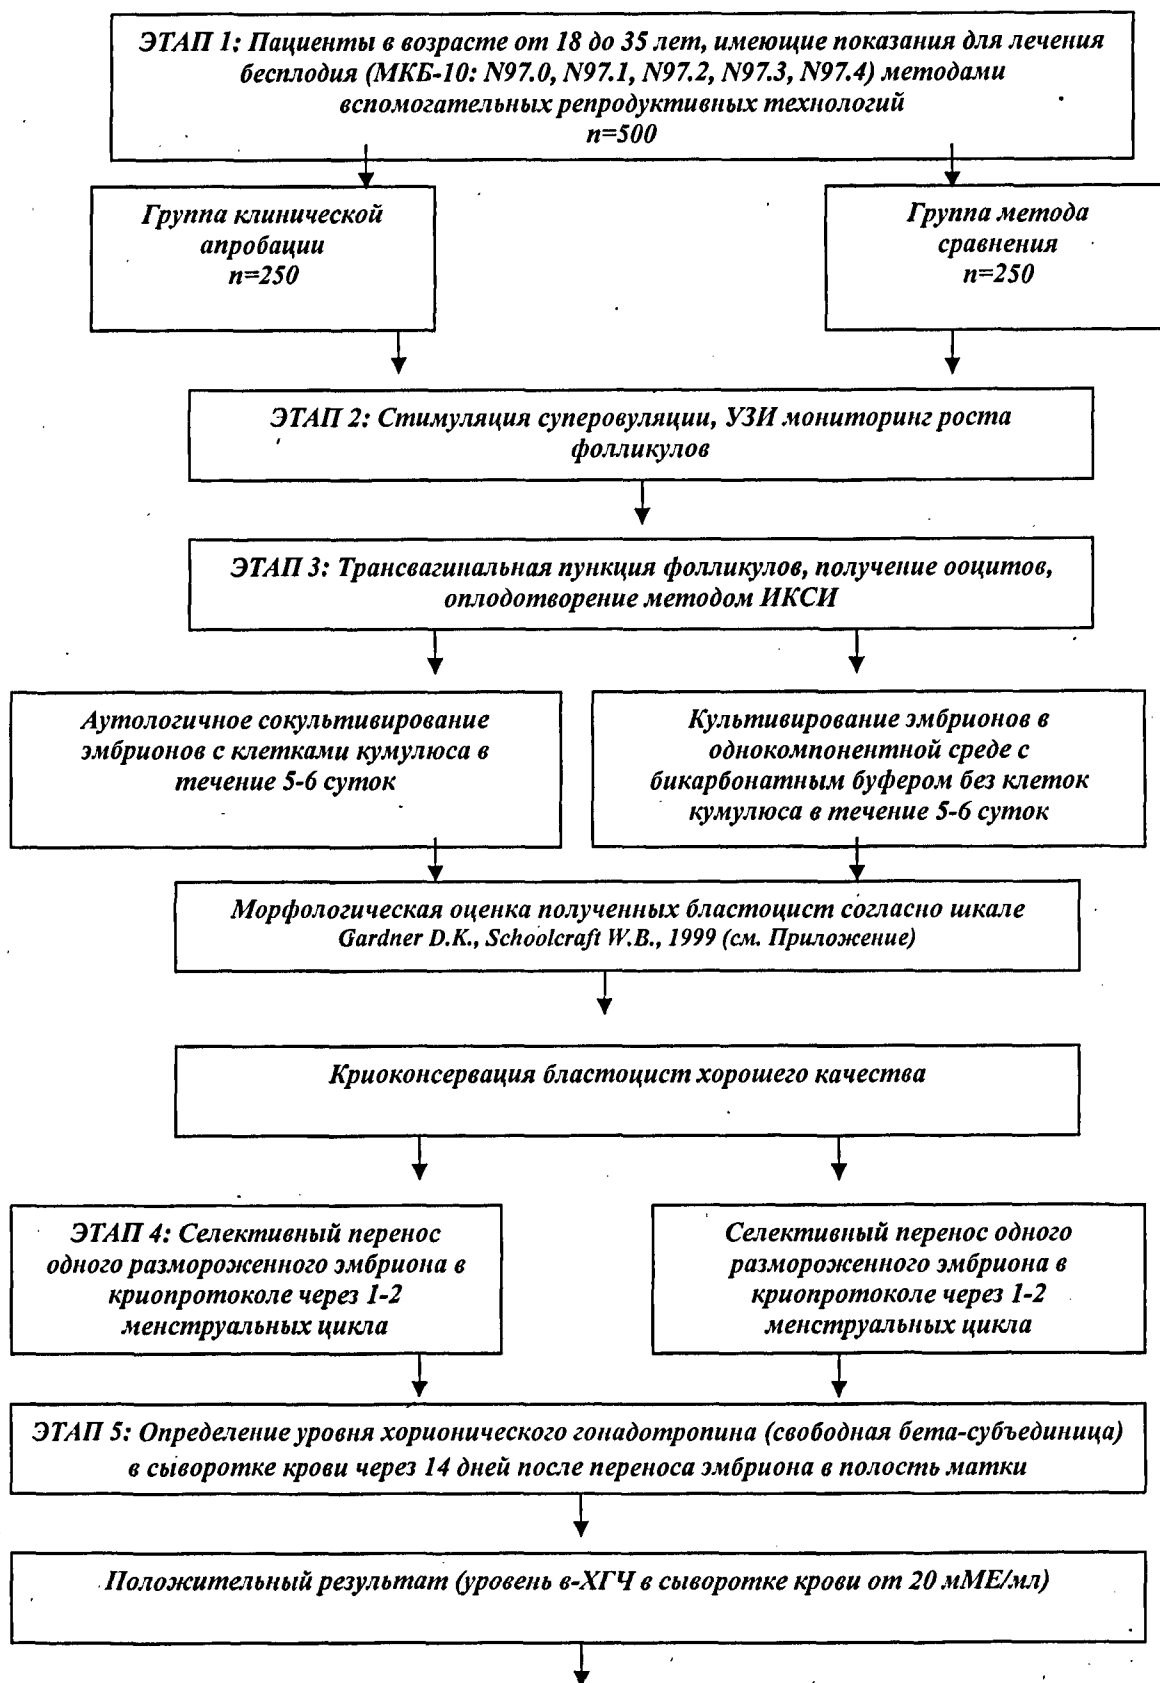 ЭТАП 1: Пациенты в возрасте от 18 до 35 лет, имеющие показания для лечения
бесплодия (МКБ-10: N97.0, N97.1, N97.2, N97.3, N97.4) методами
вспомогательных репродуктивных технологий
n=500
Группа клинической
апробации
n=250
Группа метода
сравнения
n=250
ЭТАП 2: Стимуляция суперовуляции, УЗИ мониторинг роста
фолликулов
ЭТАП 3: Трансвагинальная пункция фолликулов, получение ооцитов,
оплодотворение методом ИКСИ
Аутологичное сокультивирование
эмбрионов с клетками кумулюса в
течение 5-6 суток
Культивирование эмбрионов в
однокомпонентной среде с
бикарбонатным буфером без клеток
кумулюса в течение 5-6 суток
Морфологическая оценка полученных бластоцист согласно шкале
Gardner D.K., Schoolcraft W.B., 1999 (см. Приложение)
Криоконсервация бластоцист хорошего качества
ЭТАП 4: Селективный перенос
одного размороженного эмбриона в
криопротоколе через 1-2
менструальных цикла
Селективный перенос одного
размороженного эмбриона в
криопротоколе через 1-2
менструальных цикла
ЭТАП 5: Определение уровня хорионического гонадотропина (свободная бета-субъединица)
в сыворотке крови через 14 дней после переноса эмбриона в полость матки
Положительный результат (уровень в-ХГЧ в сыворотке крови от 20 мМЕ/мл)